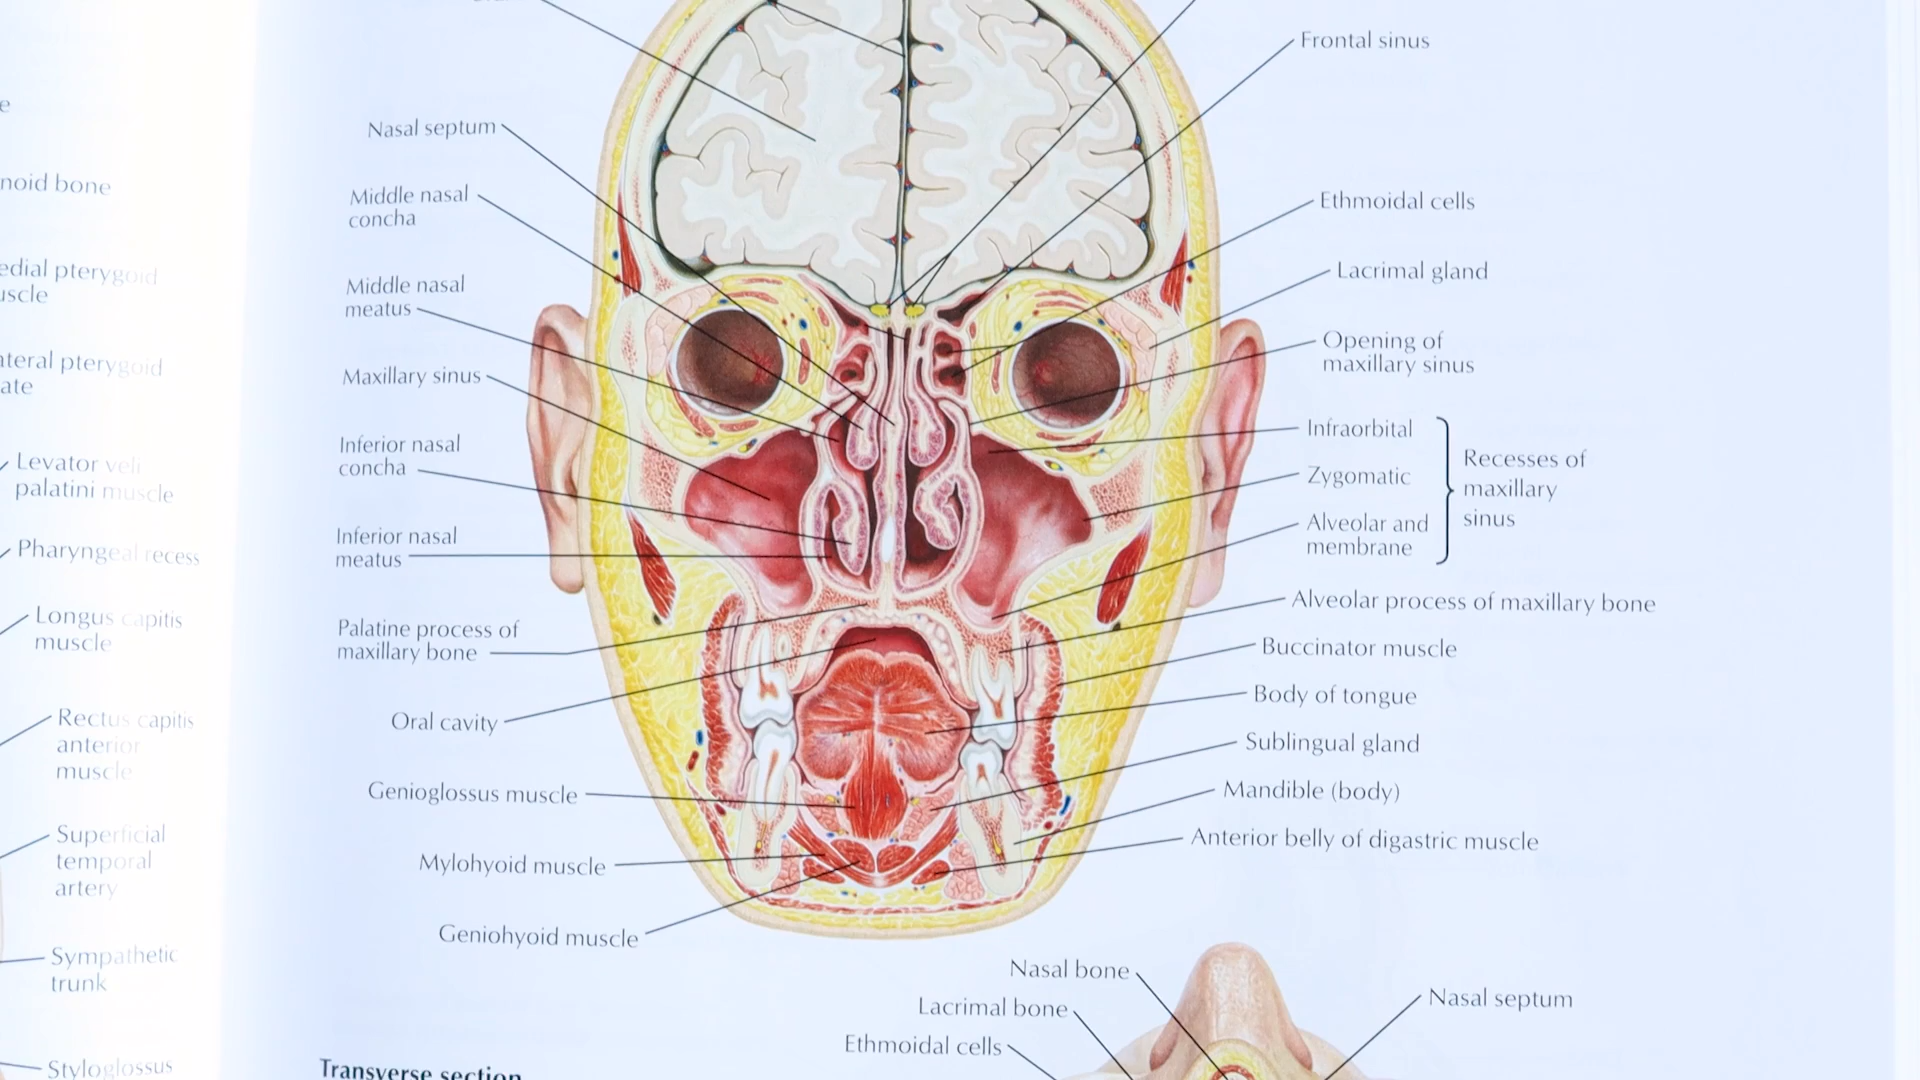 e
noid bone
edial pterygoid
uscle
ateral pterygoid
ate
Levator veli
palatini muscle
Pharyngeal recess
Longus capitis
muscle
Rectus capitis
anterior
muscle
Superficial
temporal
artery
Sympathetic
trunk
Styloglossus
Nasal septum
Middle nasal
concha
Middle nasal
meatus
Maxillary sinus
Inferior nasal
concha
Inferior nasal
meatus
Palatine process of
maxillary bone
Oral cavity
Genioglossus muscle
Mylohyoid muscle
Geniohyoid muscle
Frontal sinus
Ethmoidal cells
Lacrimal gland
Opening of
maxillary sinus
Infraorbital
Zygomatic
Alveolar and
membrane
Recesses of
maxillary
sinus
Alveolar process of maxillary bone
Buccinator muscle
Body of tongue
Sublingual gland
Mandible (body)
Anterior belly of digastric muscle
Nasal bone
Lacrimal bone
Ethmoidal cells
Nasal septum
Transverse section